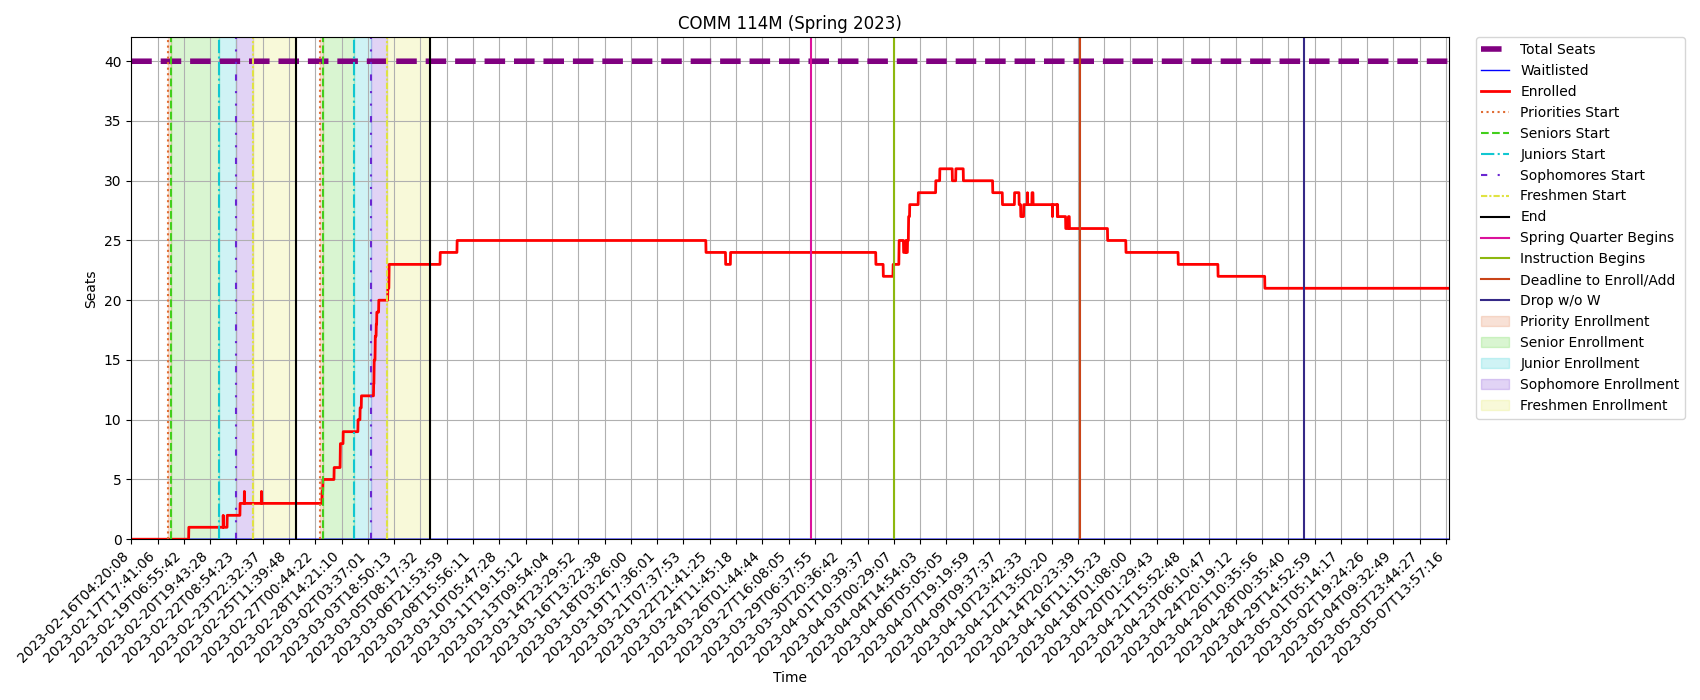 COMM 114M (Spring 2023)
Seats
40
35
30
25
20
15
10
5
0
2023-02-16T04:20:08
2023-02-17T17:41:06
2023-02-19T06:55:42
2023-02-20T19:43:28
2023-02-22T08:54:23
2023-02-23T22:32:37
2023-02-25T11:39:48
2023-02-27T00:44:22
2023-02-28T14:21:10
2023-03-02T03:37:01
2023-03-03T18:50:13
2023-03-05T08:17:32
2023-03-06T21:53:59
2023-03-08T15:56:11
2023-03-10T05:47:28
2023-03-11T19:15:12
2023-03-13T09:54:04
2023-03-14T23:29:52
2023-03-16T13:22:38
2023-03-18T03:26:00
2023-03-19T17:36:01
2023-03-21T07:37:53
2023-03-22T21:41:25
2023-03-24T11:45:18
2023-03-26T01:44:44
2023-03-27T16:08:05
2023-03-29T06:37:55
2023-03-30T20:36:42
2023-04-01T10:39:37
2023-04-03T00:29:07
2023-04-04T14:54:03
2023-04-06T05:05:05
2023-04-07T19:19:59
2023-04-09T09:37:37
2023-04-10T23:42:33
2023-04-12T13:50:20
2023-04-14T20:23:39
2023-04-16T11:15:23
2023-04-18T01:08:00
2023-04-20T01:29:43
2023-04-21T15:52:48
2023-04-23T06:10:47
2023-04-24T20:19:12
2023-04-26T10:35:56
2023-04-28T00:35:40
2023-04-29T14:52:59
2023-05-01T05:14:17
2023-05-02T19:24:26
2023-05-04T09:32:49
2023-05-05T23:44:27
2023-05-07T13:57:16
Time
Total Seats
Waitlisted
Enrolled
Priorities Start
Seniors Start
Juniors Start
Sophomores Start
Freshmen Start
End
Spring Quarter Begins
Instruction Begins
Deadline to Enroll/Add
Drop w/o W
Priority Enrollment
Senior Enrollment
Junior Enrollment
Sophomore Enrollment
Freshmen Enrollment